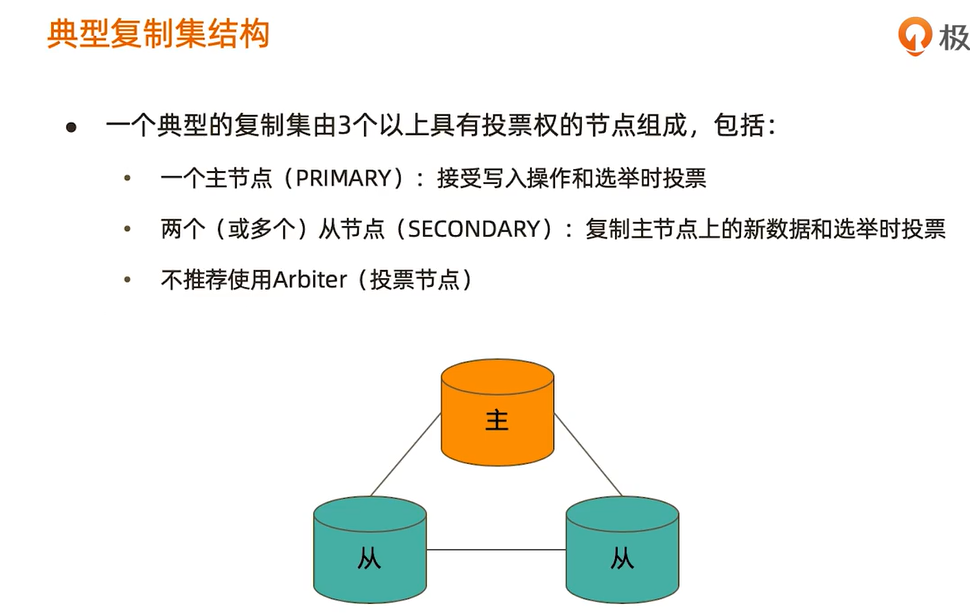 典型复制集结构
极
一个典型的复制集由3个以上具有投票权的节点组成，包括：
一个主节点（PRIMARY）：接受写入操作和选举时投票
两个（或多个）从节点（SECONDARY）：复制主节点上的新数据和选举时投票
不推荐使用Arbiter（投票节点）
主
从 从